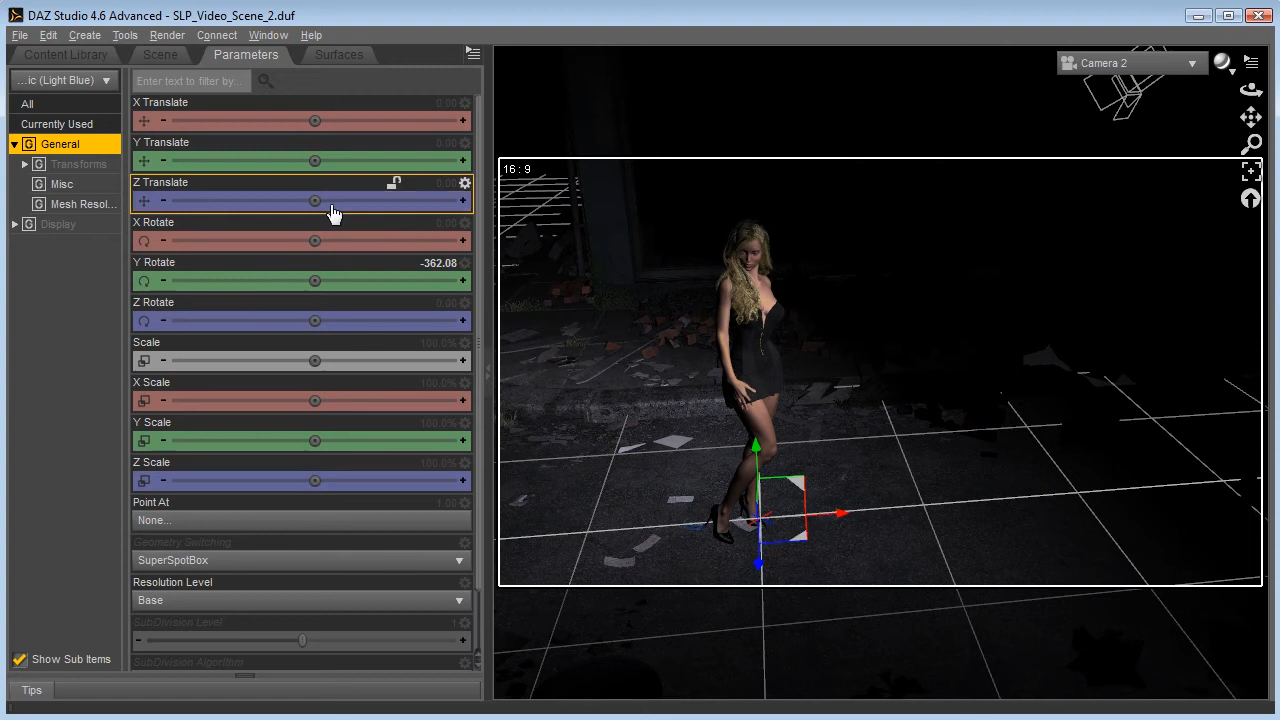 DAZ Studio 4.6 Advanced - SLP_Video_Scene_2.duf
File Edit Create Tools Render Connect Window Help
Content Library Scene Parameters Surfaces
...ic (Light Blue)
Enter text to filter by...
All
Currently Used
General
Transforms
Misc
Mesh Resol...
Display
X Translate 0.00
Y Translate 0.00
Z Translate 0.00
X Rotate 0.00
Y Rotate -362.08
Z Rotate 0.00
Scale 100.0%
X Scale 100.0%
Y Scale 100.0%
Z Scale 100.0%
Point At 1.00
None...
Geometry Switching
SuperSpotBox
Resolution Level
Base
SubDivision Level 1
SubDivision Algorithm
Show Sub Items
Tips
Camera 2
16 : 9